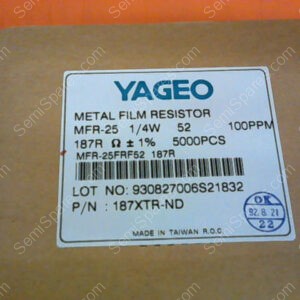 YAGEO
METAL FILM RESISTOR
MFR-25 1/4W 52 100PPM
187R Ω ± 1% 5000PCS
MFR-25FRF52 187R
LOT NO: 930827006S21832
P/N : 187XTR-ND
OK
92. 8. 21
22
MADE IN TAIWAN R.O.C.